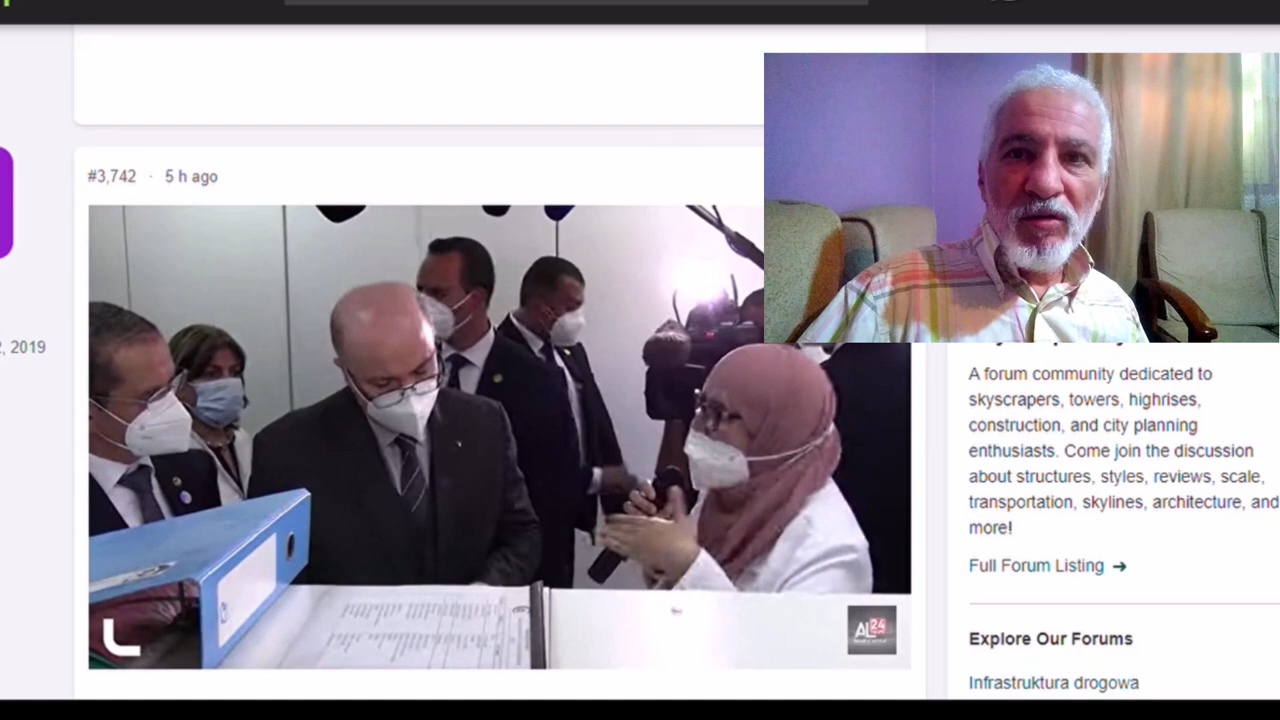 #3,742 · 5 h ago
2, 2019
AL 24
A forum community dedicated to
skyscrapers, towers, highrises,
construction, and city planning
enthusiasts. Come join the discussion
about structures, styles, reviews, scale,
transportation, skylines, architecture, and
more!
Full Forum Listing ➔
Explore Our Forums
Infrastruktura drogowa